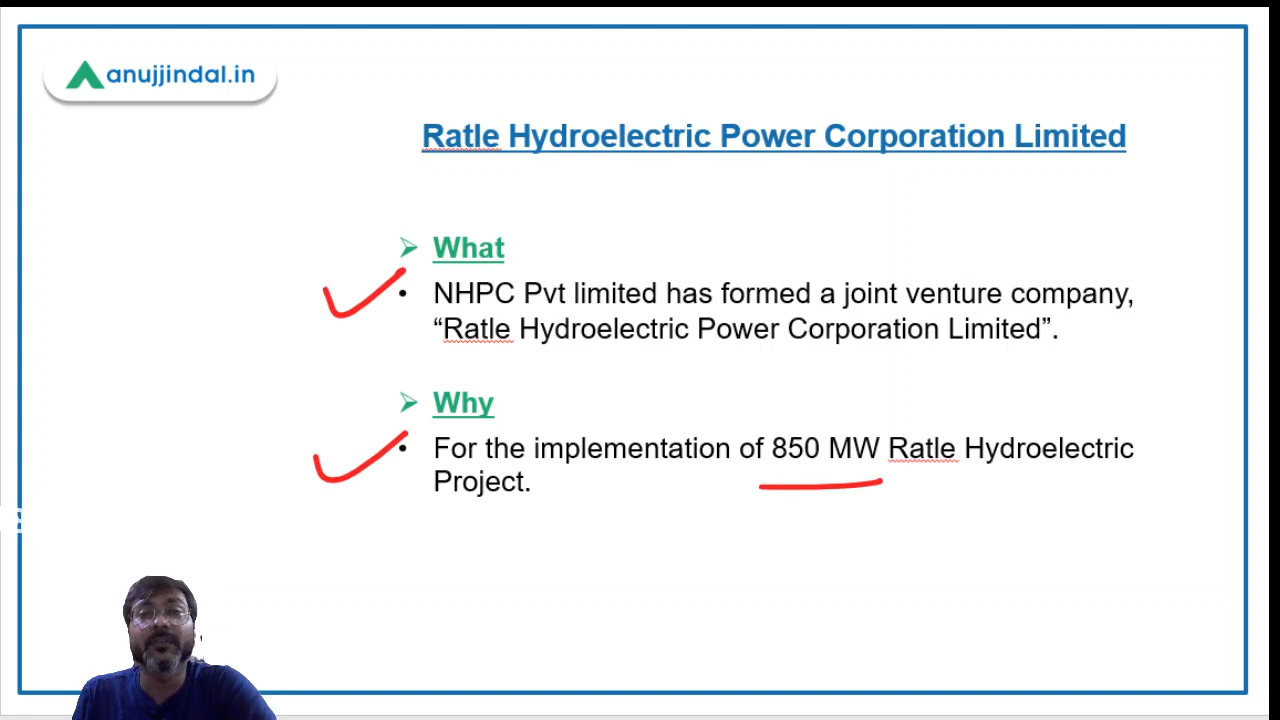 anujjindal.in
Ratle Hydroelectric Power Corporation Limited
What
NHPC Pvt limited has formed a joint venture company,
“Ratle Hydroelectric Power Corporation Limited”.
Why
For the implementation of 850 MW Ratle Hydroelectric
Project.